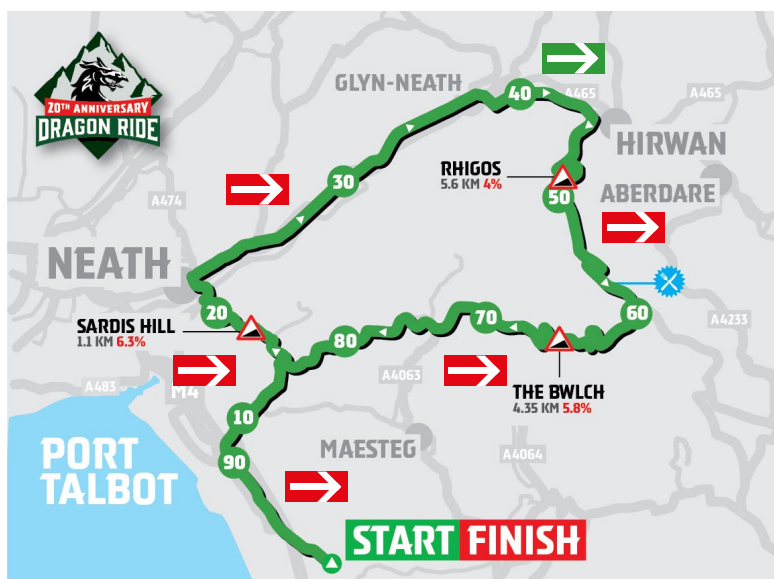 20TH ANNIVERSARY
DRAGON RIDE
GLYN-NEATH
40
A465
A465
HIRWAN
RHIGOS
5.6 KM 4%
50
ABERDARE
30
A474
NEATH
20
SARDIS HILL
1.1 KM 6.3%
60
70
80
A4233
A483
M4
A4063
THE BWLCH
4.35 KM 5.8%
10
90
PORT
TALBOT
MAESTEG
A4064
START FINISH